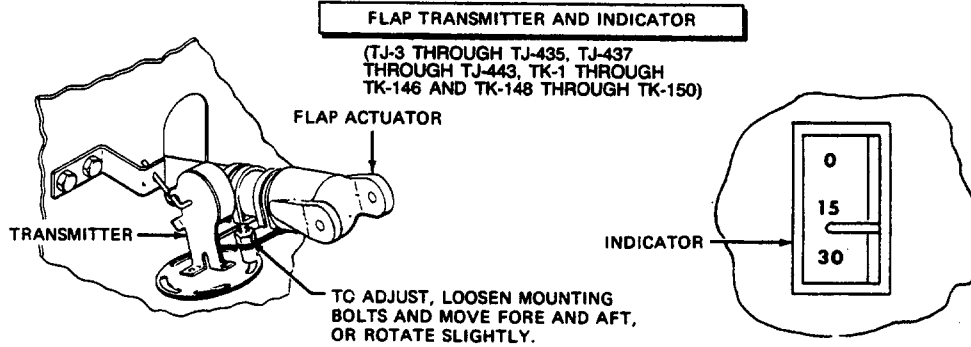 FLAP TRANSMITTER AND INDICATOR
(TJ-3 THROUGH TJ-435, TJ-437
THROUGH TJ-443, TK-1 THROUGH
TK-146 AND TK-148 THROUGH TK-150)
FLAP ACTUATOR
TRANSMITTER
TO ADJUST, LOOSEN MOUNTING
BOLTS AND MOVE FORE AND AFT,
OR ROTATE SLIGHTLY.
INDICATOR
0
15
30